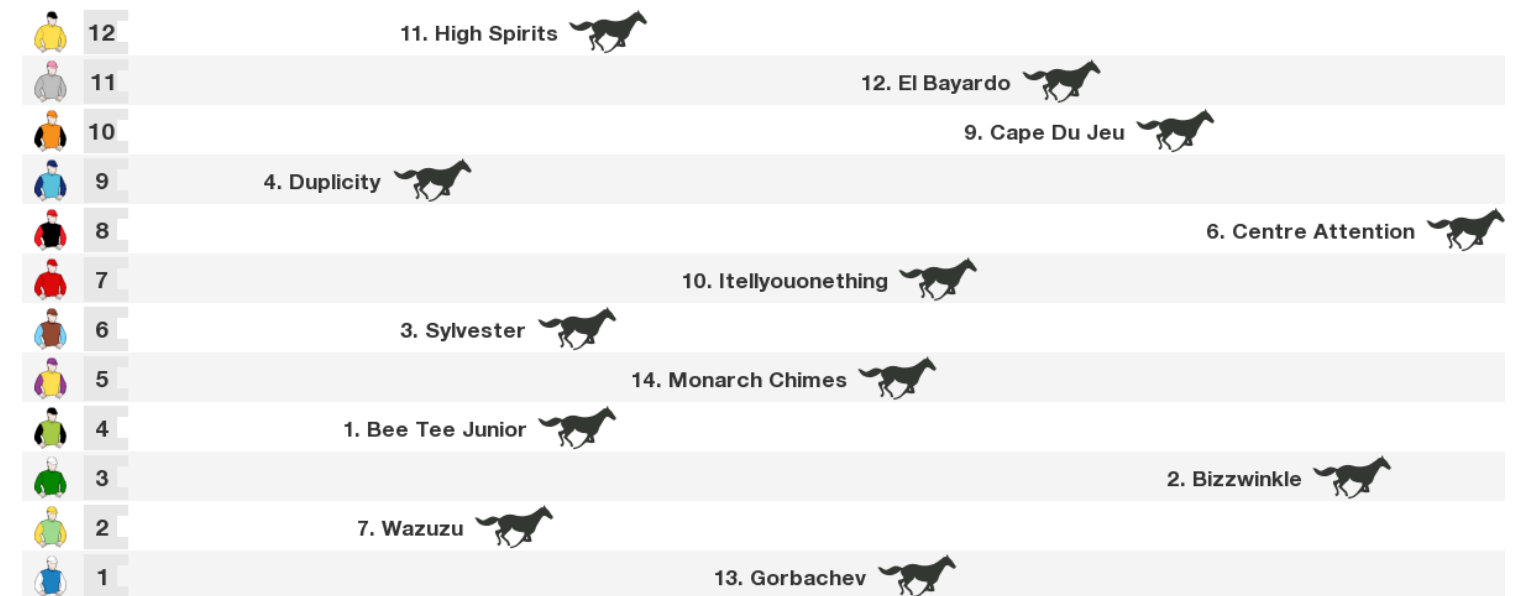 12 11. High Spirits
11 12. El Bayardo
10 9. Cape Du Jeu
9 4. Duplicity
8 6. Centre Attention
7 10. Itellyouonething
6 3. Sylvester
5 14. Monarch Chimes
4 1. Bee Tee Junior
3 2. Bizzwinkle
2 7. Wazuzu
1 13. Gorbachev